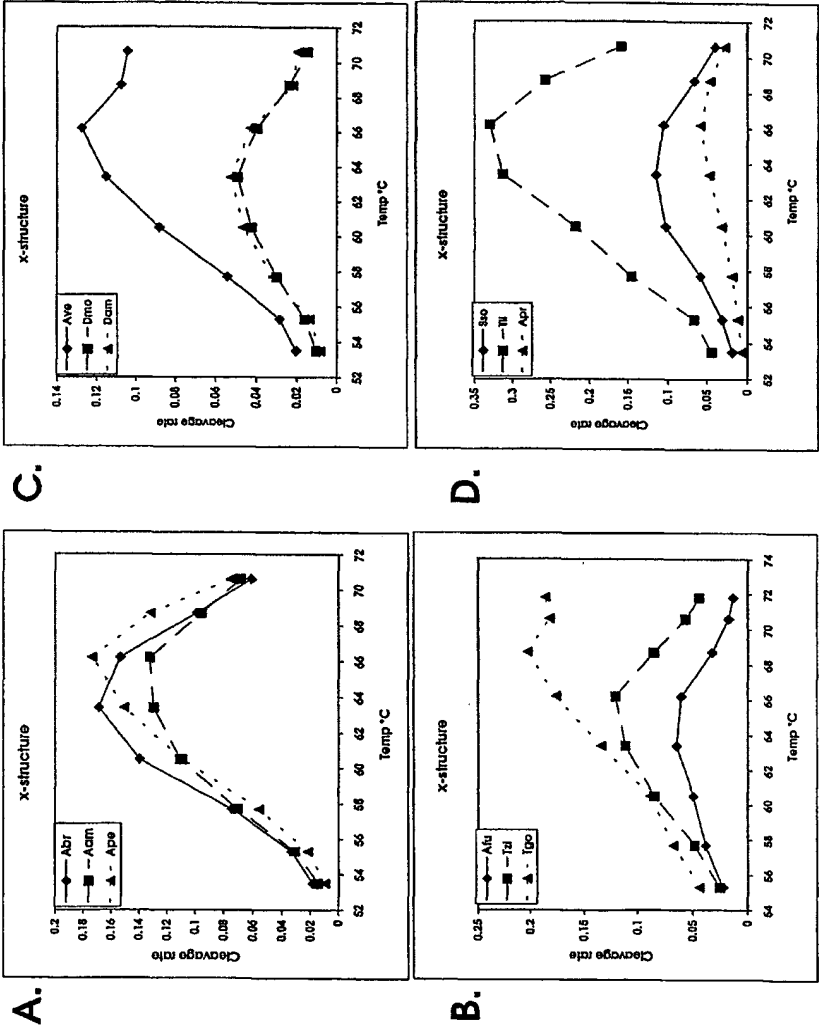 A.
x-structure
Abr
Aam
Ape
Cleavage rate
0.2
0.18
0.16
0.14
0.12
0.1
0.08
0.06
0.04
0.02
0
52 54 56 58 60 62 64 66 68 70 72
Temp °C
B.
x-structure
Afu
Tzi
Tgo
Cleavage rate
0.25
0.2
0.15
0.1
0.05
0
54 56 58 60 62 64 66 68 70 72 74
Temp °C
C.
x-structure
Ave
Dmo
Dam
Cleavage rate
0.14
0.12
0.1
0.08
0.06
0.04
0.02
0
52 54 56 58 60 62 64 66 68 70 72
Temp °C
D.
x-structure
Sso
Tli
Apr
Cleavage rate
0.35
0.3
0.25
0.2
0.15
0.1
0.05
0
52 54 56 58 60 62 64 66 68 70 72
Temp °C